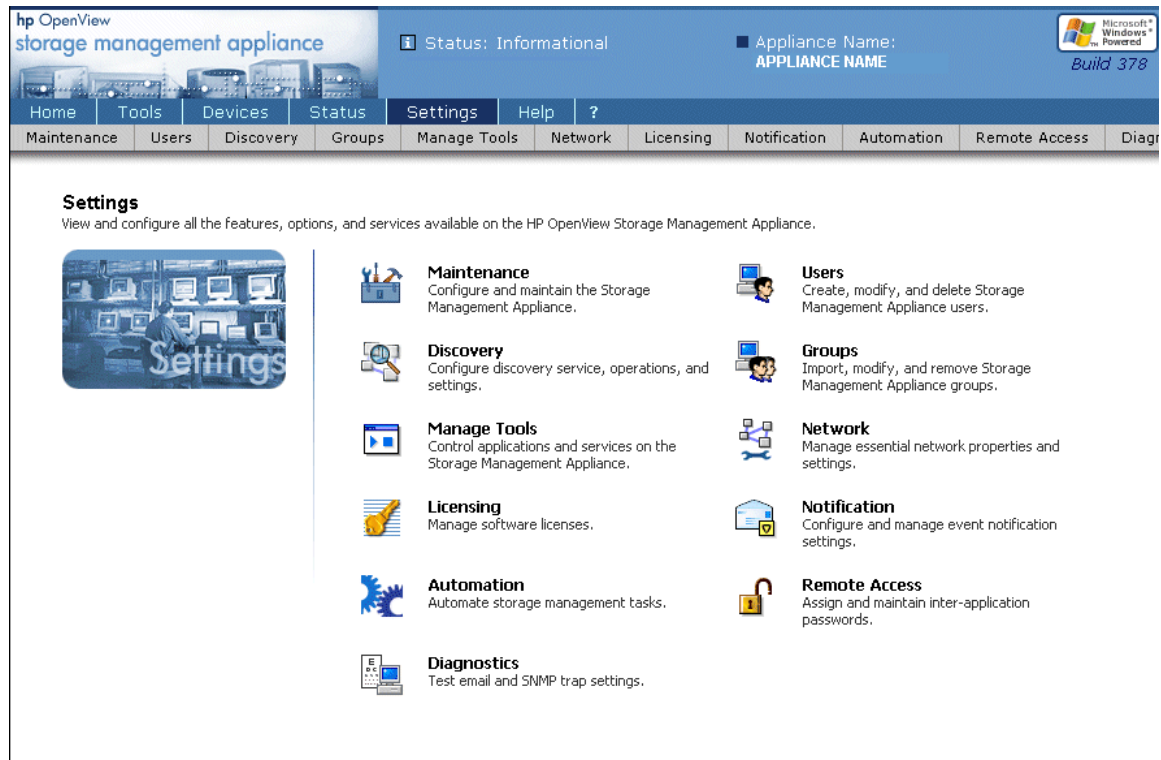 hp OpenView
storage management appliance
Status: Informational
Appliance Name:
APPLIANCE NAME
Microsoft®
Windows®
Powered
TM
Build 378
Home Tools Devices Status Settings Help ?
Maintenance Users Discovery Groups Manage Tools Network Licensing Notification Automation Remote Access Diagr
Settings
View and configure all the features, options, and services available on the HP OpenView Storage Management Appliance.
Settings
Maintenance
Configure and maintain the Storage
Management Appliance.
Users
Create, modify, and delete Storage
Management Appliance users.
Discovery
Configure discovery service, operations, and
settings.
Groups
Import, modify, and remove Storage
Management Appliance groups.
Manage Tools
Control applications and services on the
Storage Management Appliance.
Network
Manage essential network properties and
settings.
Licensing
Manage software licenses.
Notification
Configure and manage event notification
settings.
Automation
Automate storage management tasks.
Remote Access
Assign and maintain inter-application
passwords.
Diagnostics
Test email and SNMP trap settings.